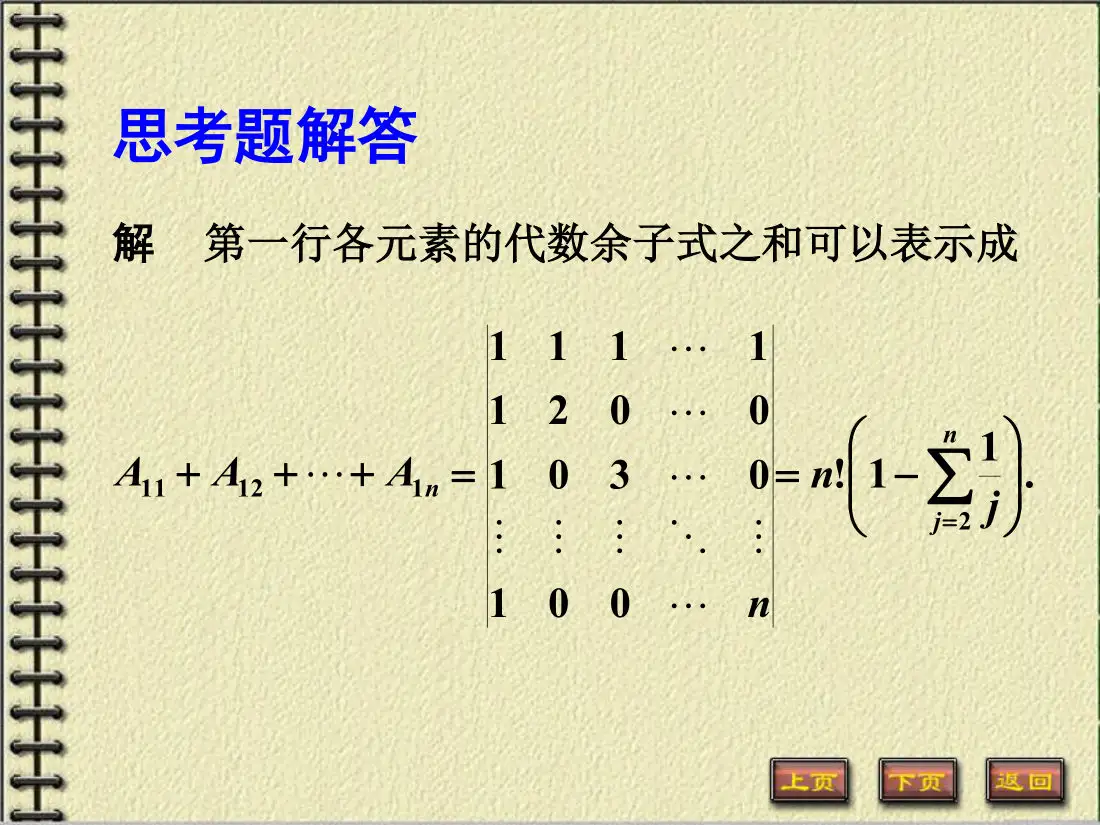 思考题解答
解 第一行各元素的代数余子式之和可以表示成
1 1 1 ⋯ 1
1 2 0 ⋯ 0
A₁₁ + A₁₂ + ⋯ + A₁ₙ = 1 0 3 ⋯ 0 = n!(1 − ∑ⁿⱼ₌₂ 1/j).
⋮ ⋮ ⋮ ⋱ ⋮
1 0 0 ⋯ n
上页 下页 返回